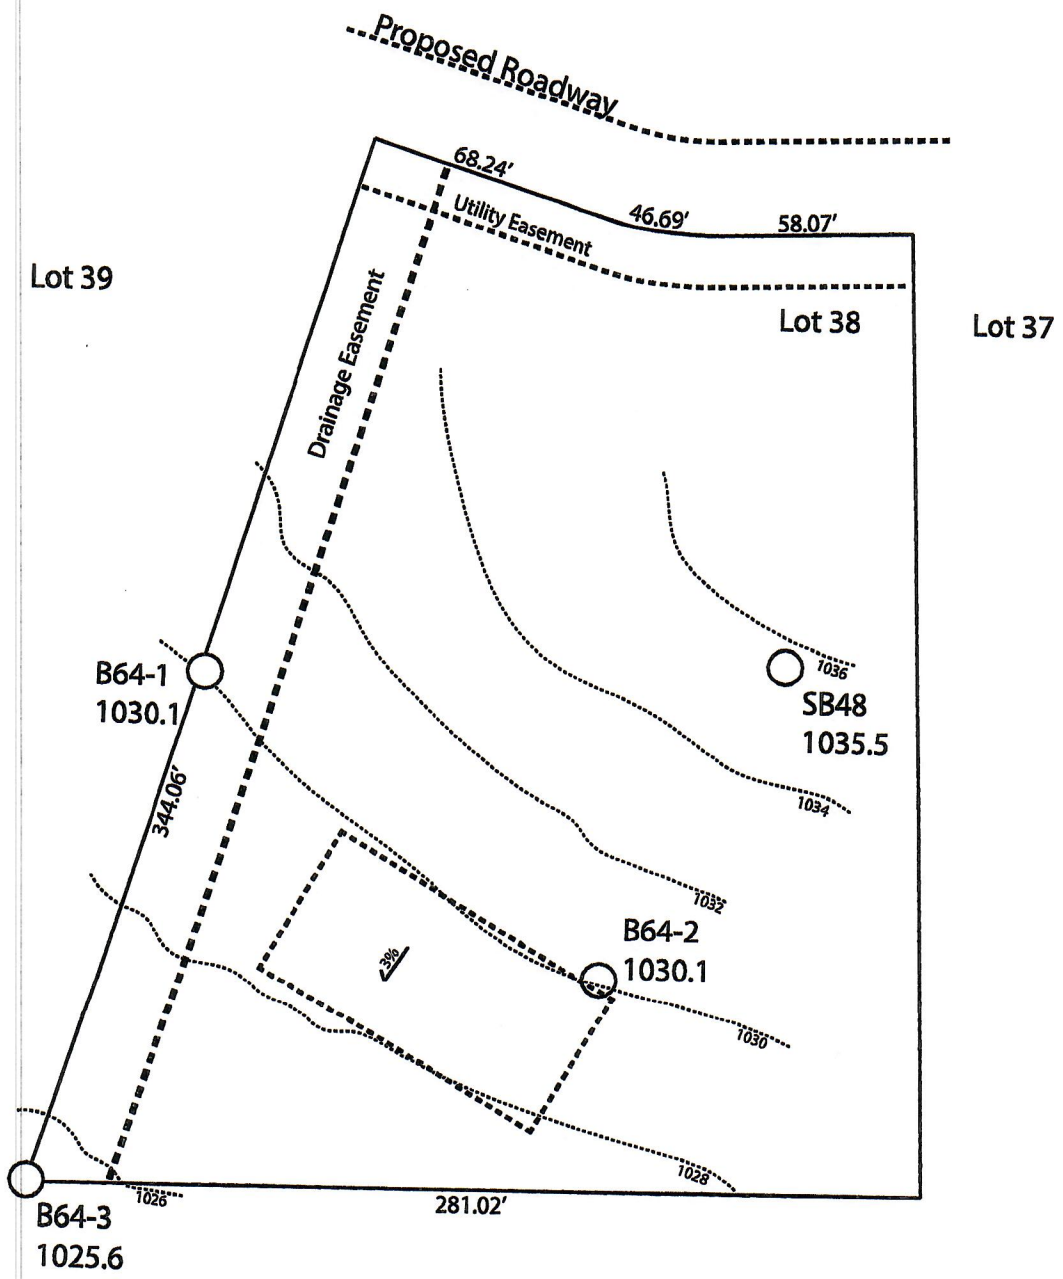 Proposed Roadway
68.24'
46.69'
58.07'
Utility Easement
Lot 39
Drainage Easement
Lot 38
Lot 37
1036
B64-1
1030.1
SB48
1035.5
344.06'
1034
1032
B64-2
1030.1
3%
1030
1028
1026
281.02'
B64-3
1025.6